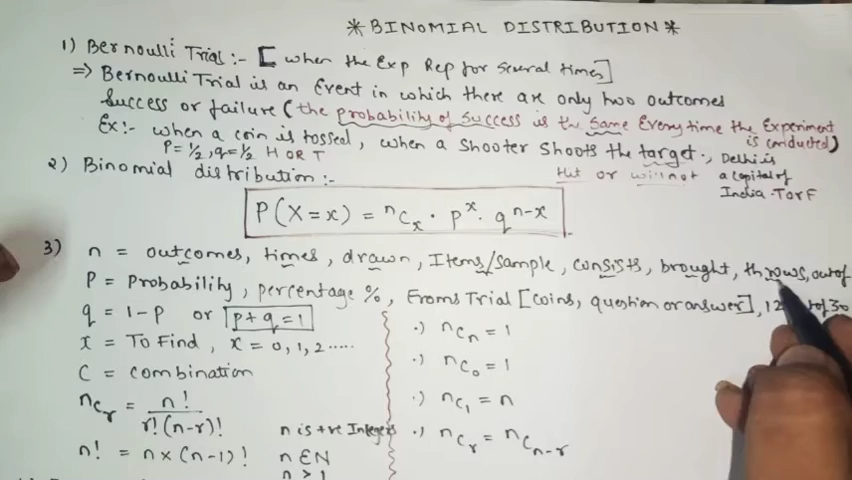 * BINOMIAL DISTRIBUTION *
1) Bernoulli Trial :- [ when the Exp Rep for Several times ]
⇒ Bernoulli Trial is an Event in which there are only two outcomes
Success or failure ( the probability of success is the same Everytime the Experiment is conducted )
Ex :- when a coin is tossed, when a Shooter Shoots the target.,
P = 1/2, q = 1/2 H OR T
Hit or will not
Delhi is
a capital of
India - T or F
2) Binomial distribution :-
P(X = x) = ⁿCₓ · pˣ · qⁿ⁻ˣ
3) n = outcomes, times, drawn, Items/sample, consists, brought, throws, out of
P = Probability, percentage %, From Trial [coins, question or answer], 12 of 30
q = 1 - p or p + q = 1
x = To Find, x = 0, 1, 2 .....
C = combination
nCr = n! / r! (n-r)!
n! = n × (n-1)!
n is +ve Integers
n ∈ N
n > 1
·) nCn = 1
·) nC0 = 1
·) nC1 = n
·) nCr = nCn-r